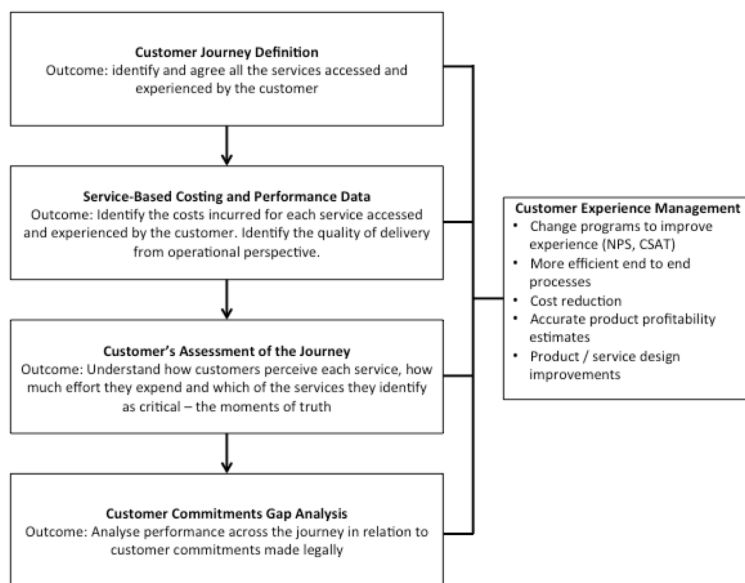 Customer Journey Definition
Outcome: identify and agree all the services accessed and
experienced by the customer
Service-Based Costing and Performance Data
Outcome: Identify the costs incurred for each service accessed
and experienced by the customer. Identify the quality of delivery
from operational perspective.
Customer's Assessment of the Journey
Outcome: Understand how customers perceive each service, how
much effort they expend and which of the services they identify
as critical – the moments of truth
Customer Commitments Gap Analysis
Outcome: Analyse performance across the journey in relation to
customer commitments made legally
Customer Experience Management
• Change programs to improve
experience (NPS, CSAT)
• More efficient end to end
processes
• Cost reduction
• Accurate product profitability
estimates
• Product / service design
improvements